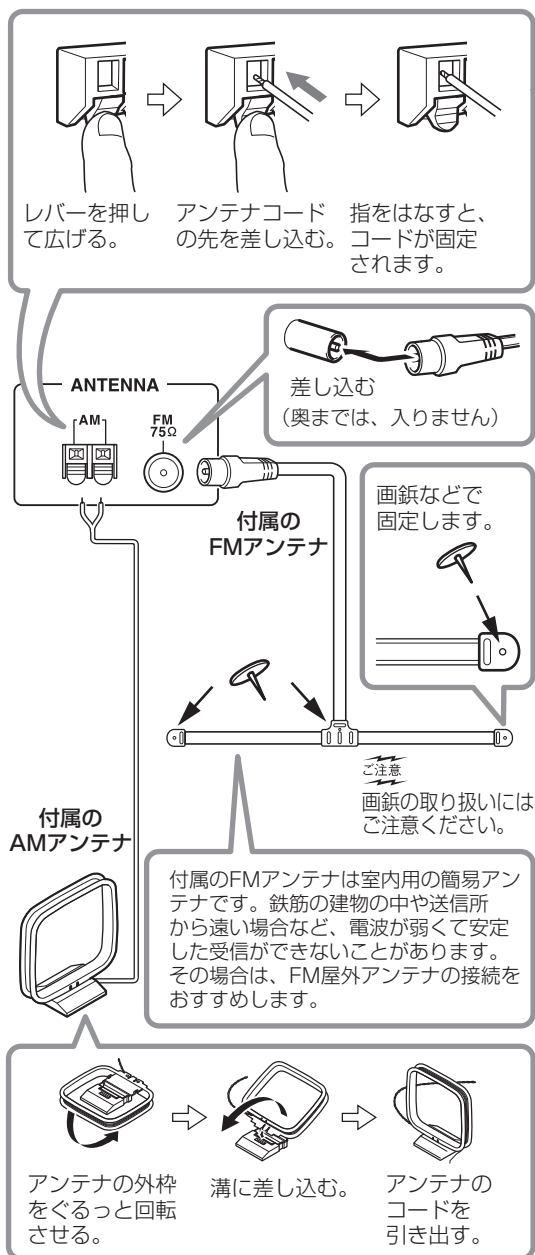 レバーを押し
て広げる。
アンテナコード
の先を差し込む。
指をはなすと、
コードが固定
されます。
差し込む
（奥までは、入りません）
ANTENNA
AM
FM
75Ω
付属の
FMアンテナ
画鋲などで
固定します。
ご注意
画鋲の取り扱いには
ご注意ください。
付属の
AMアンテナ
付属のFMアンテナは室内用の簡易アン
テナです。鉄筋の建物の中や送信所
から遠い場合など、電波が弱くて安定
した受信ができないことがあります。
その場合は、FM屋外アンテナの接続を
おすすめします。
アンテナの外枠
をぐるっと回転
させる。
溝に差し込む。
アンテナの
コードを
引き出す。